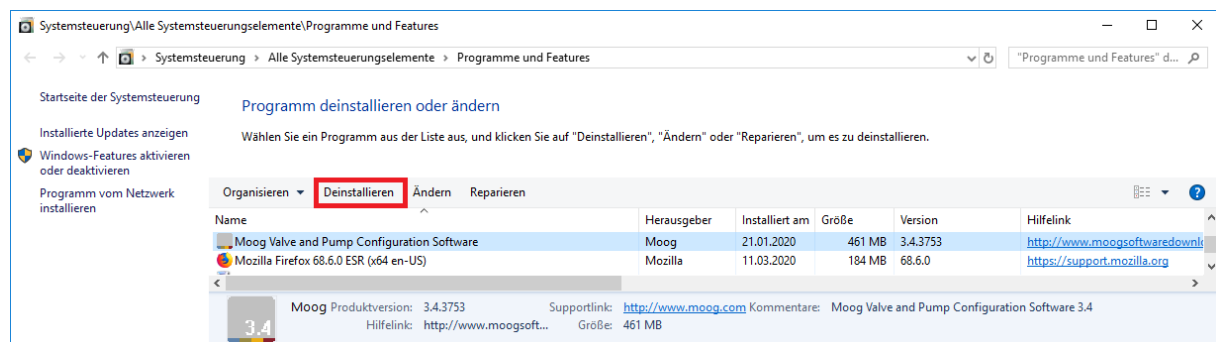 Systemsteuerung\Alle Systemsteuerungselemente\Programme und Features
Systemsteuerung > Alle Systemsteuerungselemente > Programme und Features
"Programme und Features" d...
Startseite der Systemsteuerung
Installierte Updates anzeigen
Windows-Features aktivieren
oder deaktivieren
Programm vom Netzwerk
installieren
Programm deinstallieren oder ändern
Wählen Sie ein Programm aus der Liste aus, und klicken Sie auf "Deinstallieren", "Ändern" oder "Reparieren", um es zu deinstallieren.
Organisieren Deinstallieren Ändern Reparieren
Name Herausgeber Installiert am Größe Version Hilfelink
Moog Valve and Pump Configuration Software Moog 21.01.2020 461 MB 3.4.3753 http://www.moogsoftwaredownlo
Mozilla Firefox 68.6.0 ESR (x64 en-US) Mozilla 11.03.2020 184 MB 68.6.0 https://support.mozilla.org
3.4
Moog Produktversion: 3.4.3753 Supportlink: http://www.moog.com Kommentare: Moog Valve and Pump Configuration Software 3.4
Hilfelink: http://www.moogsoft... Größe: 461 MB